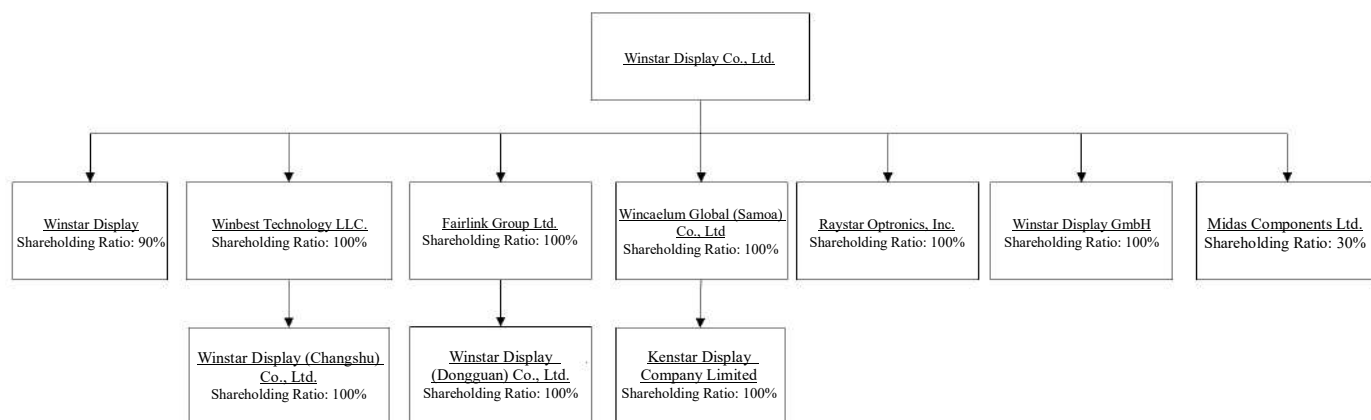 Winstar Display Co., Ltd.
Winstar Display
Shareholding Ratio: 90%
Winbest Technology LLC.
Shareholding Ratio: 100%
Fairlink Group Ltd.
Shareholding Ratio: 100%
Wincaelum Global (Samoa)
Co., Ltd
Shareholding Ratio: 100%
Raystar Optronics, Inc.
Shareholding Ratio: 100%
Winstar Display GmbH
Shareholding Ratio: 100%
Midas Components Ltd.
Shareholding Ratio: 30%
Winstar Display (Changshu)
Co., Ltd.
Shareholding Ratio: 100%
Winstar Display
(Dongguan) Co., Ltd.
Shareholding Ratio: 100%
Kenstar Display
Company Limited
Shareholding Ratio: 100%